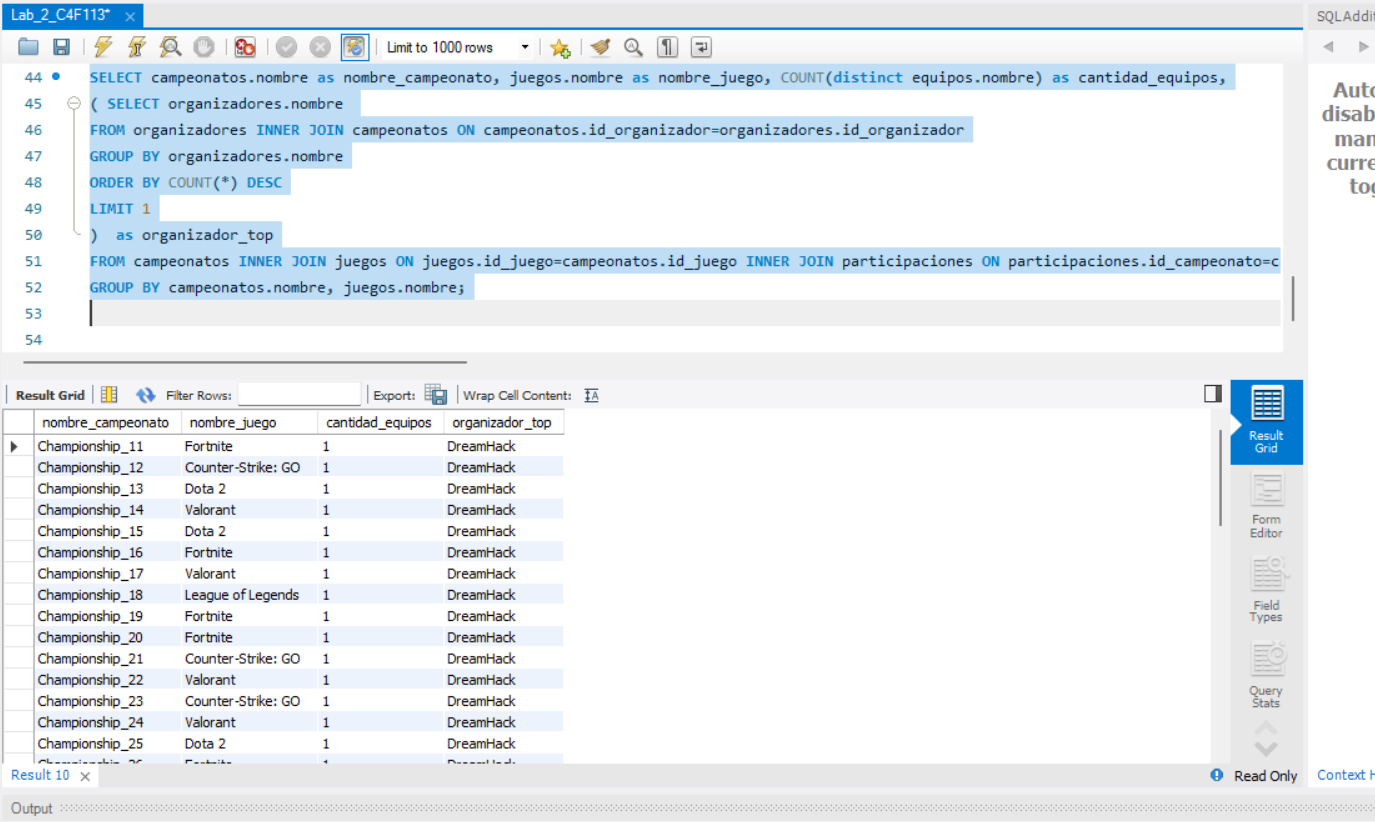 Lab_2_C4F113* ×
SQLAddi
Limit to 1000 rows
44 SELECT campeonatos.nombre as nombre_campeonato, juegos.nombre as nombre_juego, COUNT(distinct equipos.nombre) as cantidad_equipos,
45 ( SELECT organizadores.nombre
46 FROM organizadores INNER JOIN campeonatos ON campeonatos.id_organizador=organizadores.id_organizador
47 GROUP BY organizadores.nombre
48 ORDER BY COUNT(*) DESC
49 LIMIT 1
50 ) as organizador_top
51 FROM campeonatos INNER JOIN juegos ON juegos.id_juego=campeonatos.id_juego INNER JOIN participaciones ON participaciones.id_campeonato=c
52 GROUP BY campeonatos.nombre, juegos.nombre;
53
54
Auto
disab
man
curre
tog
Result Grid Filter Rows: Export: Wrap Cell Content:
nombre_campeonato nombre_juego cantidad_equipos organizador_top
Championship_11 Fortnite 1 DreamHack
Championship_12 Counter-Strike: GO 1 DreamHack
Championship_13 Dota 2 1 DreamHack
Championship_14 Valorant 1 DreamHack
Championship_15 Dota 2 1 DreamHack
Championship_16 Fortnite 1 DreamHack
Championship_17 Valorant 1 DreamHack
Championship_18 League of Legends 1 DreamHack
Championship_19 Fortnite 1 DreamHack
Championship_20 Fortnite 1 DreamHack
Championship_21 Counter-Strike: GO 1 DreamHack
Championship_22 Valorant 1 DreamHack
Championship_23 Counter-Strike: GO 1 DreamHack
Championship_24 Valorant 1 DreamHack
Championship_25 Dota 2 1 DreamHack
Championship_26 Fortnite 1 DreamHack
Result
Grid
Form
Editor
Field
Types
Query
Stats
Result 10 ×
Read Only
Context H
Output